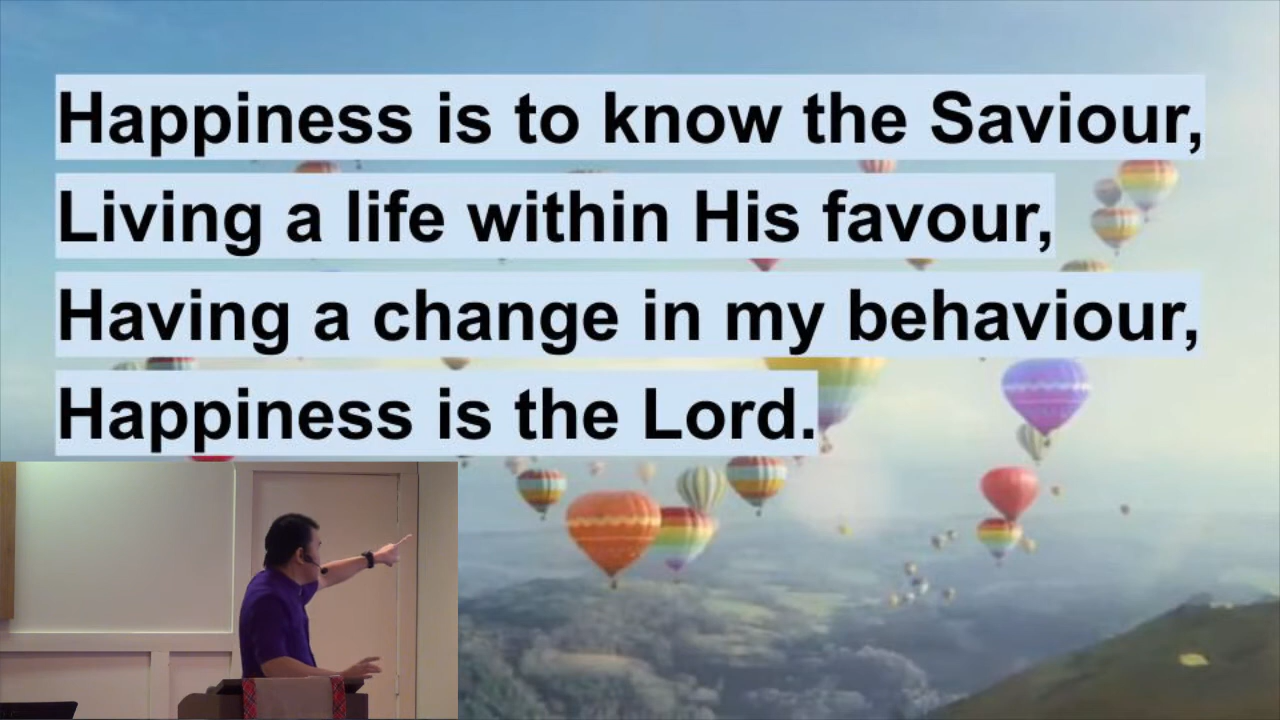 Happiness is to know the Saviour,
Living a life within His favour,
Having a change in my behaviour,
Happiness is the Lord.